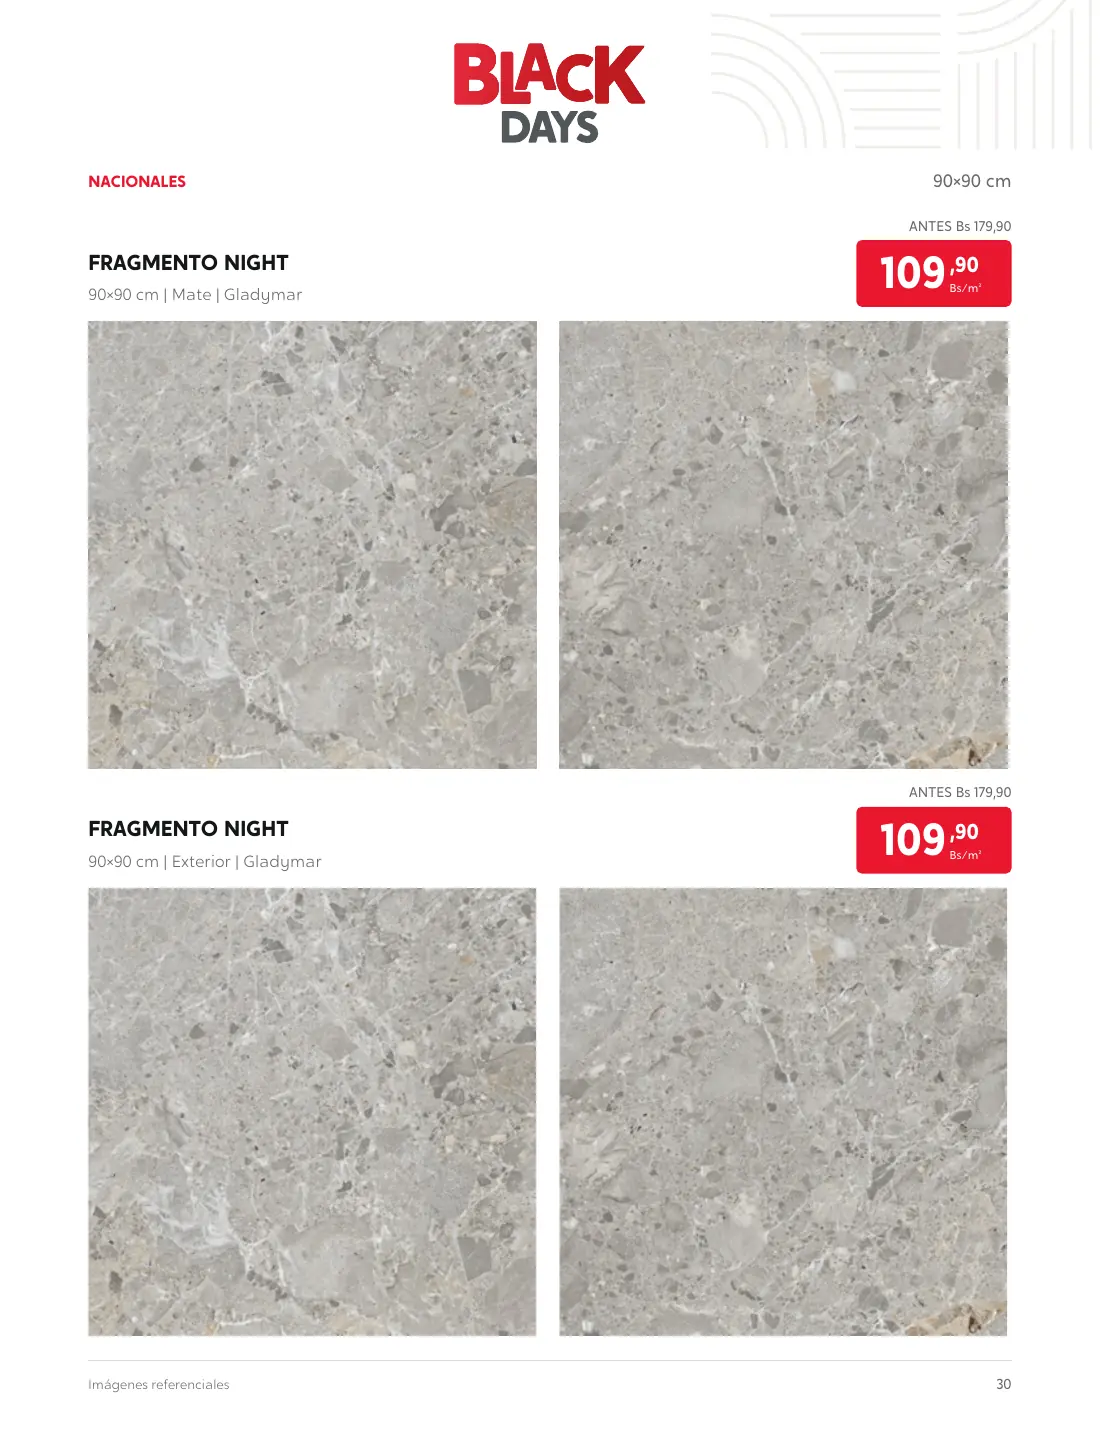 BLACK
DAYS
NACIONALES
90×90 cm
ANTES Bs 179,90
FRAGMENTO NIGHT
109,90
Bs/m²
90×90 cm | Mate | Gladymar
ANTES Bs 179,90
FRAGMENTO NIGHT
109,90
Bs/m²
90×90 cm | Exterior | Gladymar
Imágenes referenciales
30